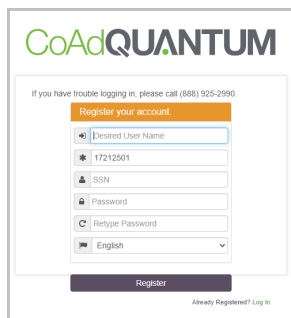 CoAdQUANTUM
If you have trouble logging in, please call (888) 925-2990.
Register your account.
Desired User Name
17212501
SSN
Password
Retype Password
English
Register
Already Registered? Log In